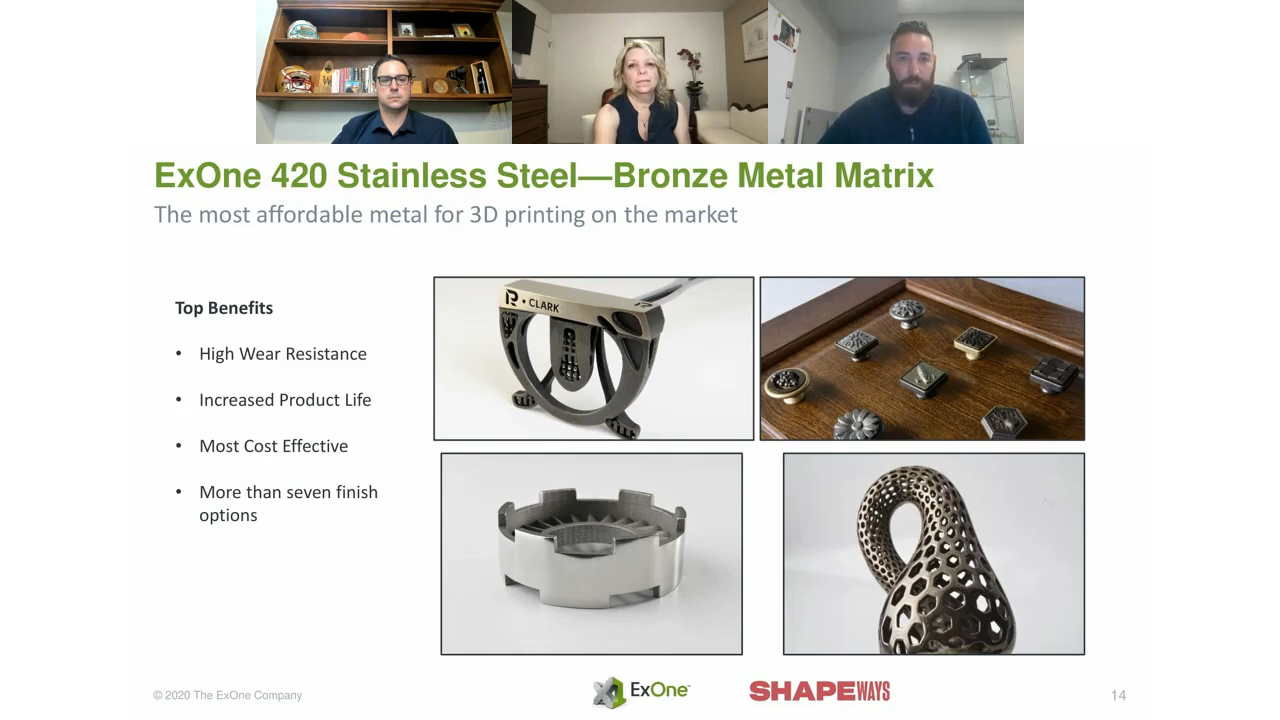 ExOne 420 Stainless Steel—Bronze Metal Matrix
The most affordable metal for 3D printing on the market
Top Benefits
• High Wear Resistance
• Increased Product Life
• Most Cost Effective
• More than seven finish
options
R • CLARK
© 2020 The ExOne Company
X1 ExOne™
SHAPEWAYS
14